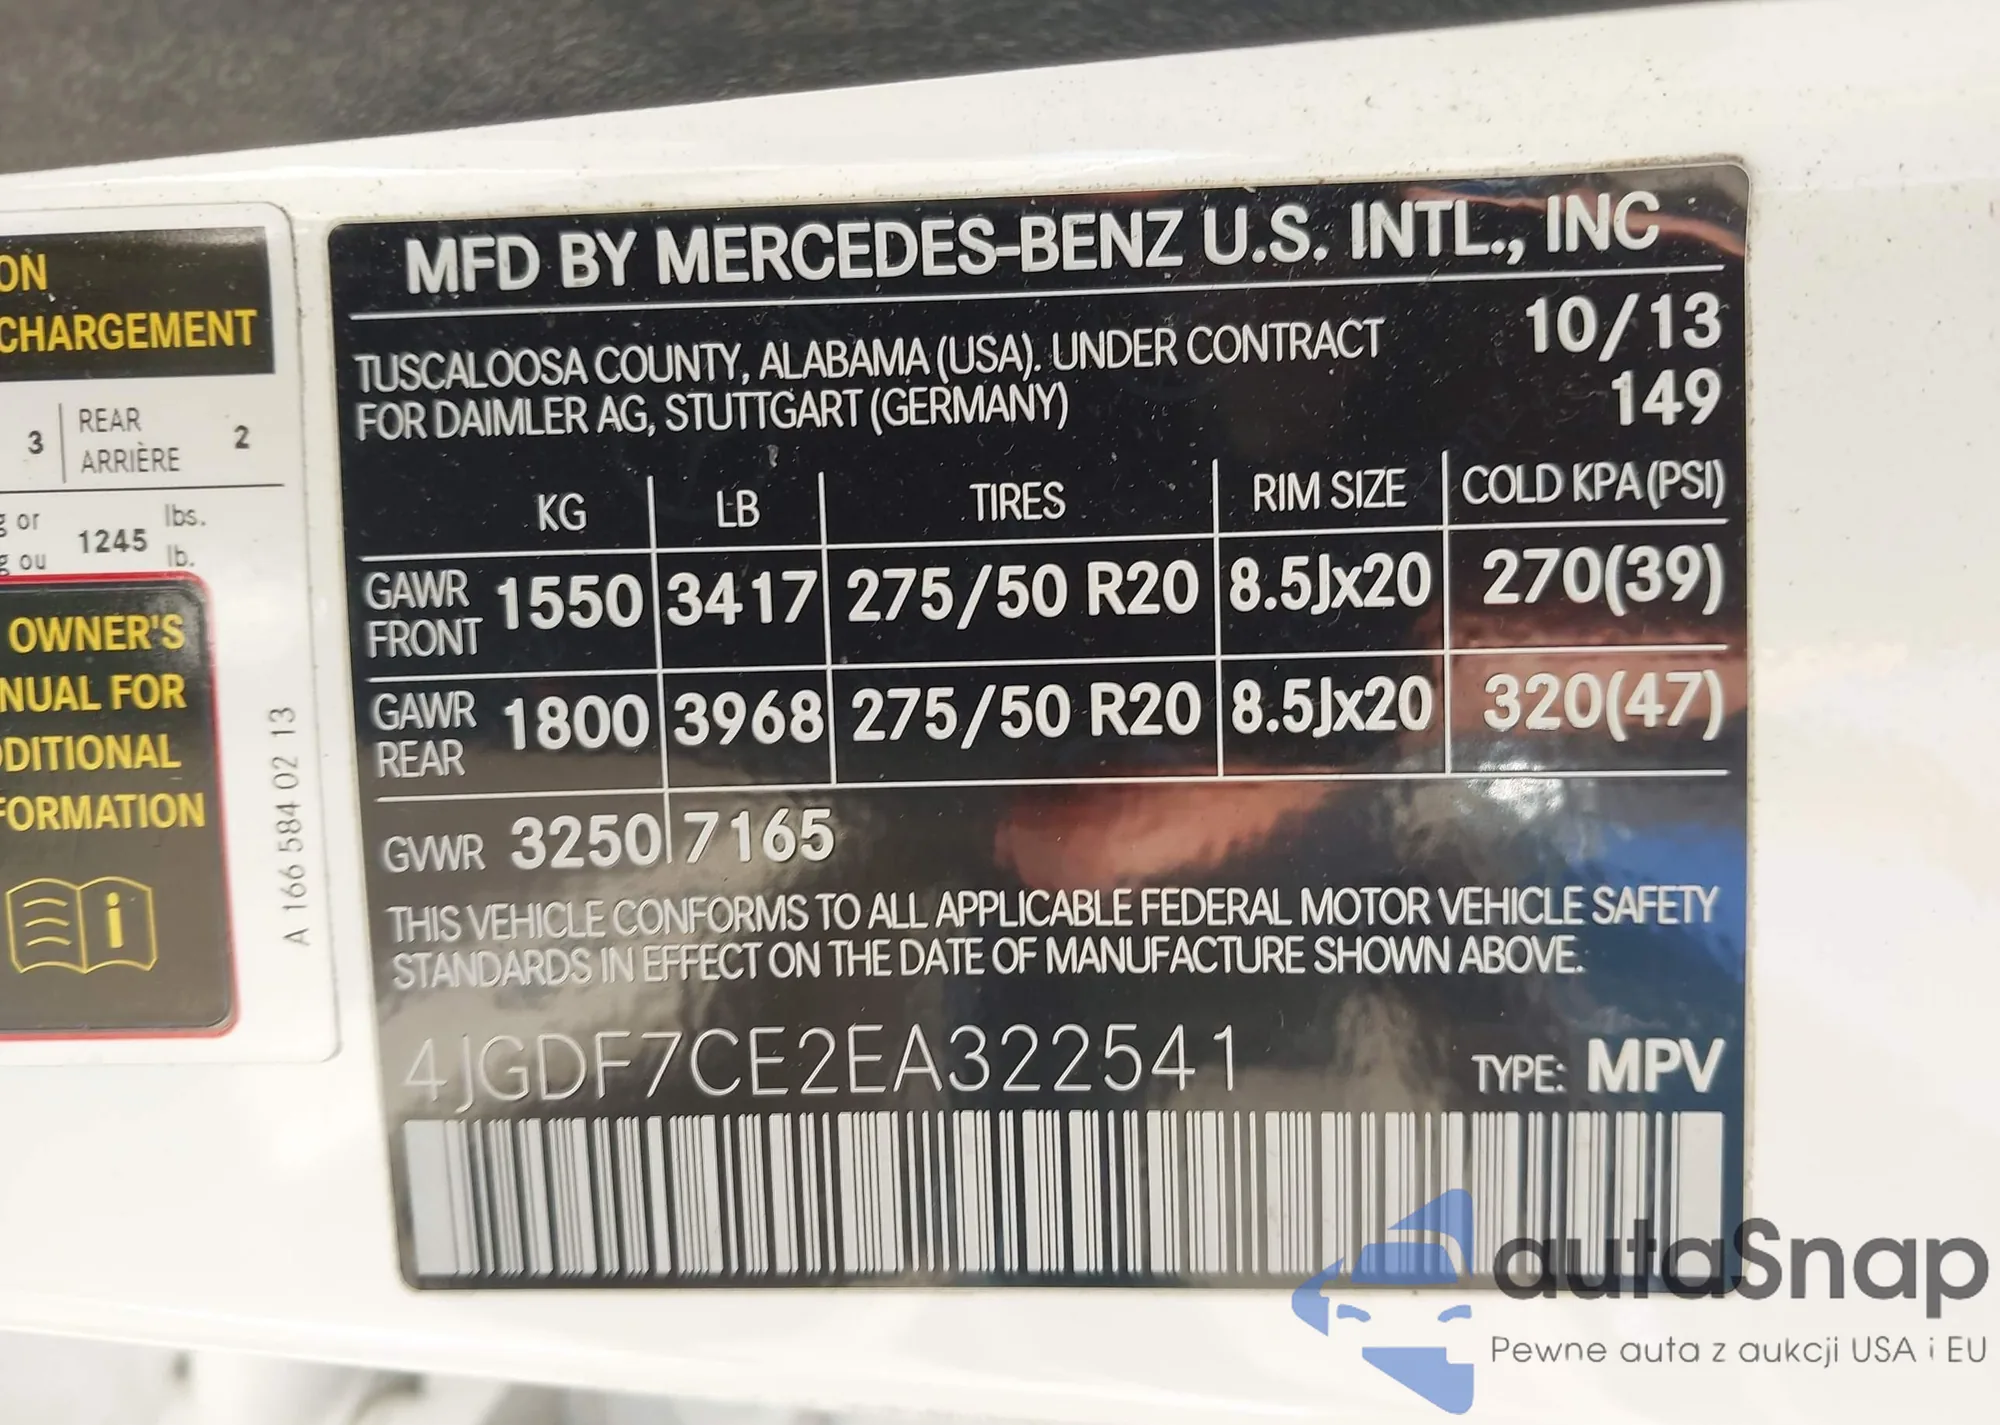 ON
CHARGEMENT
3 REAR 2
ARRIÈRE
g or 1245 lbs.
g ou lb.
OWNER'S
NUAL FOR
DDITIONAL
FORMATION
i
A 166 584 02 13
MFD BY MERCEDES-BENZ U.S. INTL., INC
10/13
TUSCALOOSA COUNTY, ALABAMA (USA). UNDER CONTRACT
FOR DAIMLER AG, STUTTGART (GERMANY)
149
KG LB TIRES RIM SIZE COLD KPA (PSI)
GAWR FRONT 1550 3417 275/50 R20 8.5Jx20 270(39)
GAWR REAR 1800 3968 275/50 R20 8.5Jx20 320(47)
GVWR 3250 7165
THIS VEHICLE CONFORMS TO ALL APPLICABLE FEDERAL MOTOR VEHICLE SAFETY
STANDARDS IN EFFECT ON THE DATE OF MANUFACTURE SHOWN ABOVE.
4JGDF7CE2EA322541 TYPE: MPV
autaSnap
Pewne auta z aukcji USA i EU